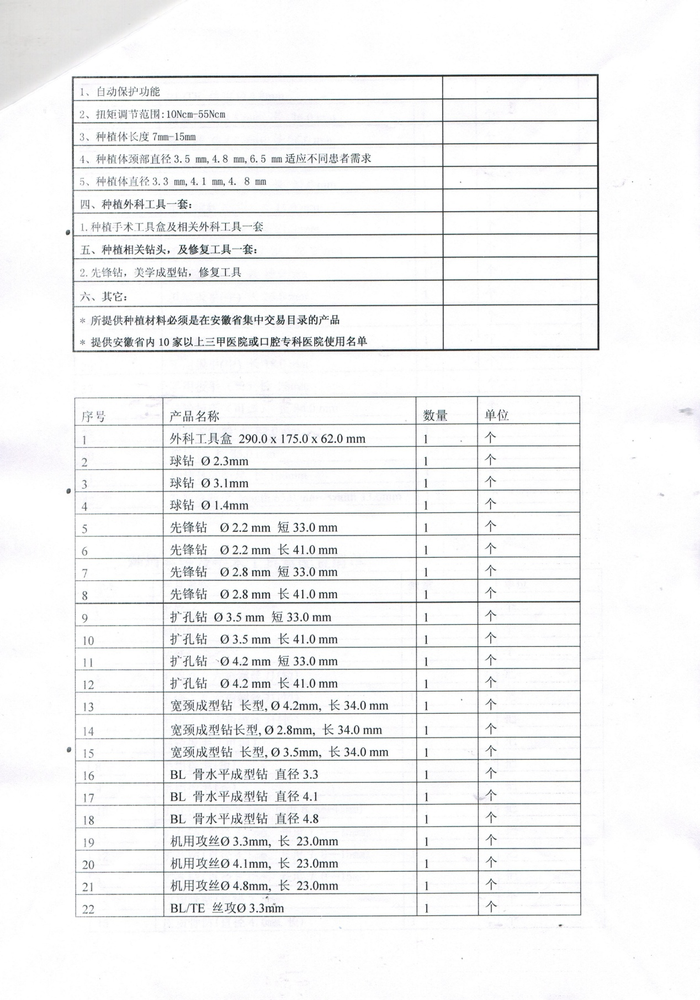 1、自动保护功能
2、扭矩调节范围:10Ncm-55Ncm
3、种植体长度 7mm-15mm
4、种植体颈部直径 3.5 mm,4.8 mm,6.5 mm 适应不同患者需求
5、种植体直径 3.3 mm,4.1 mm,4. 8 mm
四、种植外科工具一套：
1.种植手术工具盒及相关外科工具一套
五、种植相关钻头，及修复工具一套：
2.先锋钻，美学成型钻，修复工具
六、其它：
* 所提供种植材料必须是在安徽省集中交易目录的产品
* 提供安徽省内 10 家以上三甲医院或口腔专科医院使用名单
序号 产品名称 数量 单位
1 外科工具盒 290.0 x 175.0 x 62.0 mm 1 个
2 球钻 Ø 2.3mm 1 个
3 球钻 Ø 3.1mm 1 个
4 球钻 Ø 1.4mm 1 个
5 先锋钻 Ø 2.2 mm 短 33.0 mm 1 个
6 先锋钻 Ø 2.2 mm 长 41.0 mm 1 个
7 先锋钻 Ø 2.8 mm 短 33.0 mm 1 个
8 先锋钻 Ø 2.8 mm 长 41.0 mm 1 个
9 扩孔钻 Ø 3.5 mm 短 33.0 mm 1 个
10 扩孔钻 Ø 3.5 mm 长 41.0 mm 1 个
11 扩孔钻 Ø 4.2 mm 短 33.0 mm 1 个
12 扩孔钻 Ø 4.2 mm 长 41.0 mm 1 个
13 宽颈成型钻 长型, Ø 4.2mm, 长 34.0 mm 1 个
14 宽颈成型钻长型, Ø 2.8mm, 长 34.0 mm 1 个
15 宽颈成型钻 长型, Ø 3.5mm, 长 34.0 mm 1 个
16 BL 骨水平成型钻 直径 3.3 1 个
17 BL 骨水平成型钻 直径 4.1 1 个
18 BL 骨水平成型钻 直径 4.8 1 个
19 机用攻丝Ø 3.3mm, 长 23.0mm 1 个
20 机用攻丝Ø 4.1mm, 长 23.0mm 1 个
21 机用攻丝Ø 4.8mm, 长 23.0mm 1 个
22 BL/TE 丝攻Ø 3.3mm 1 个